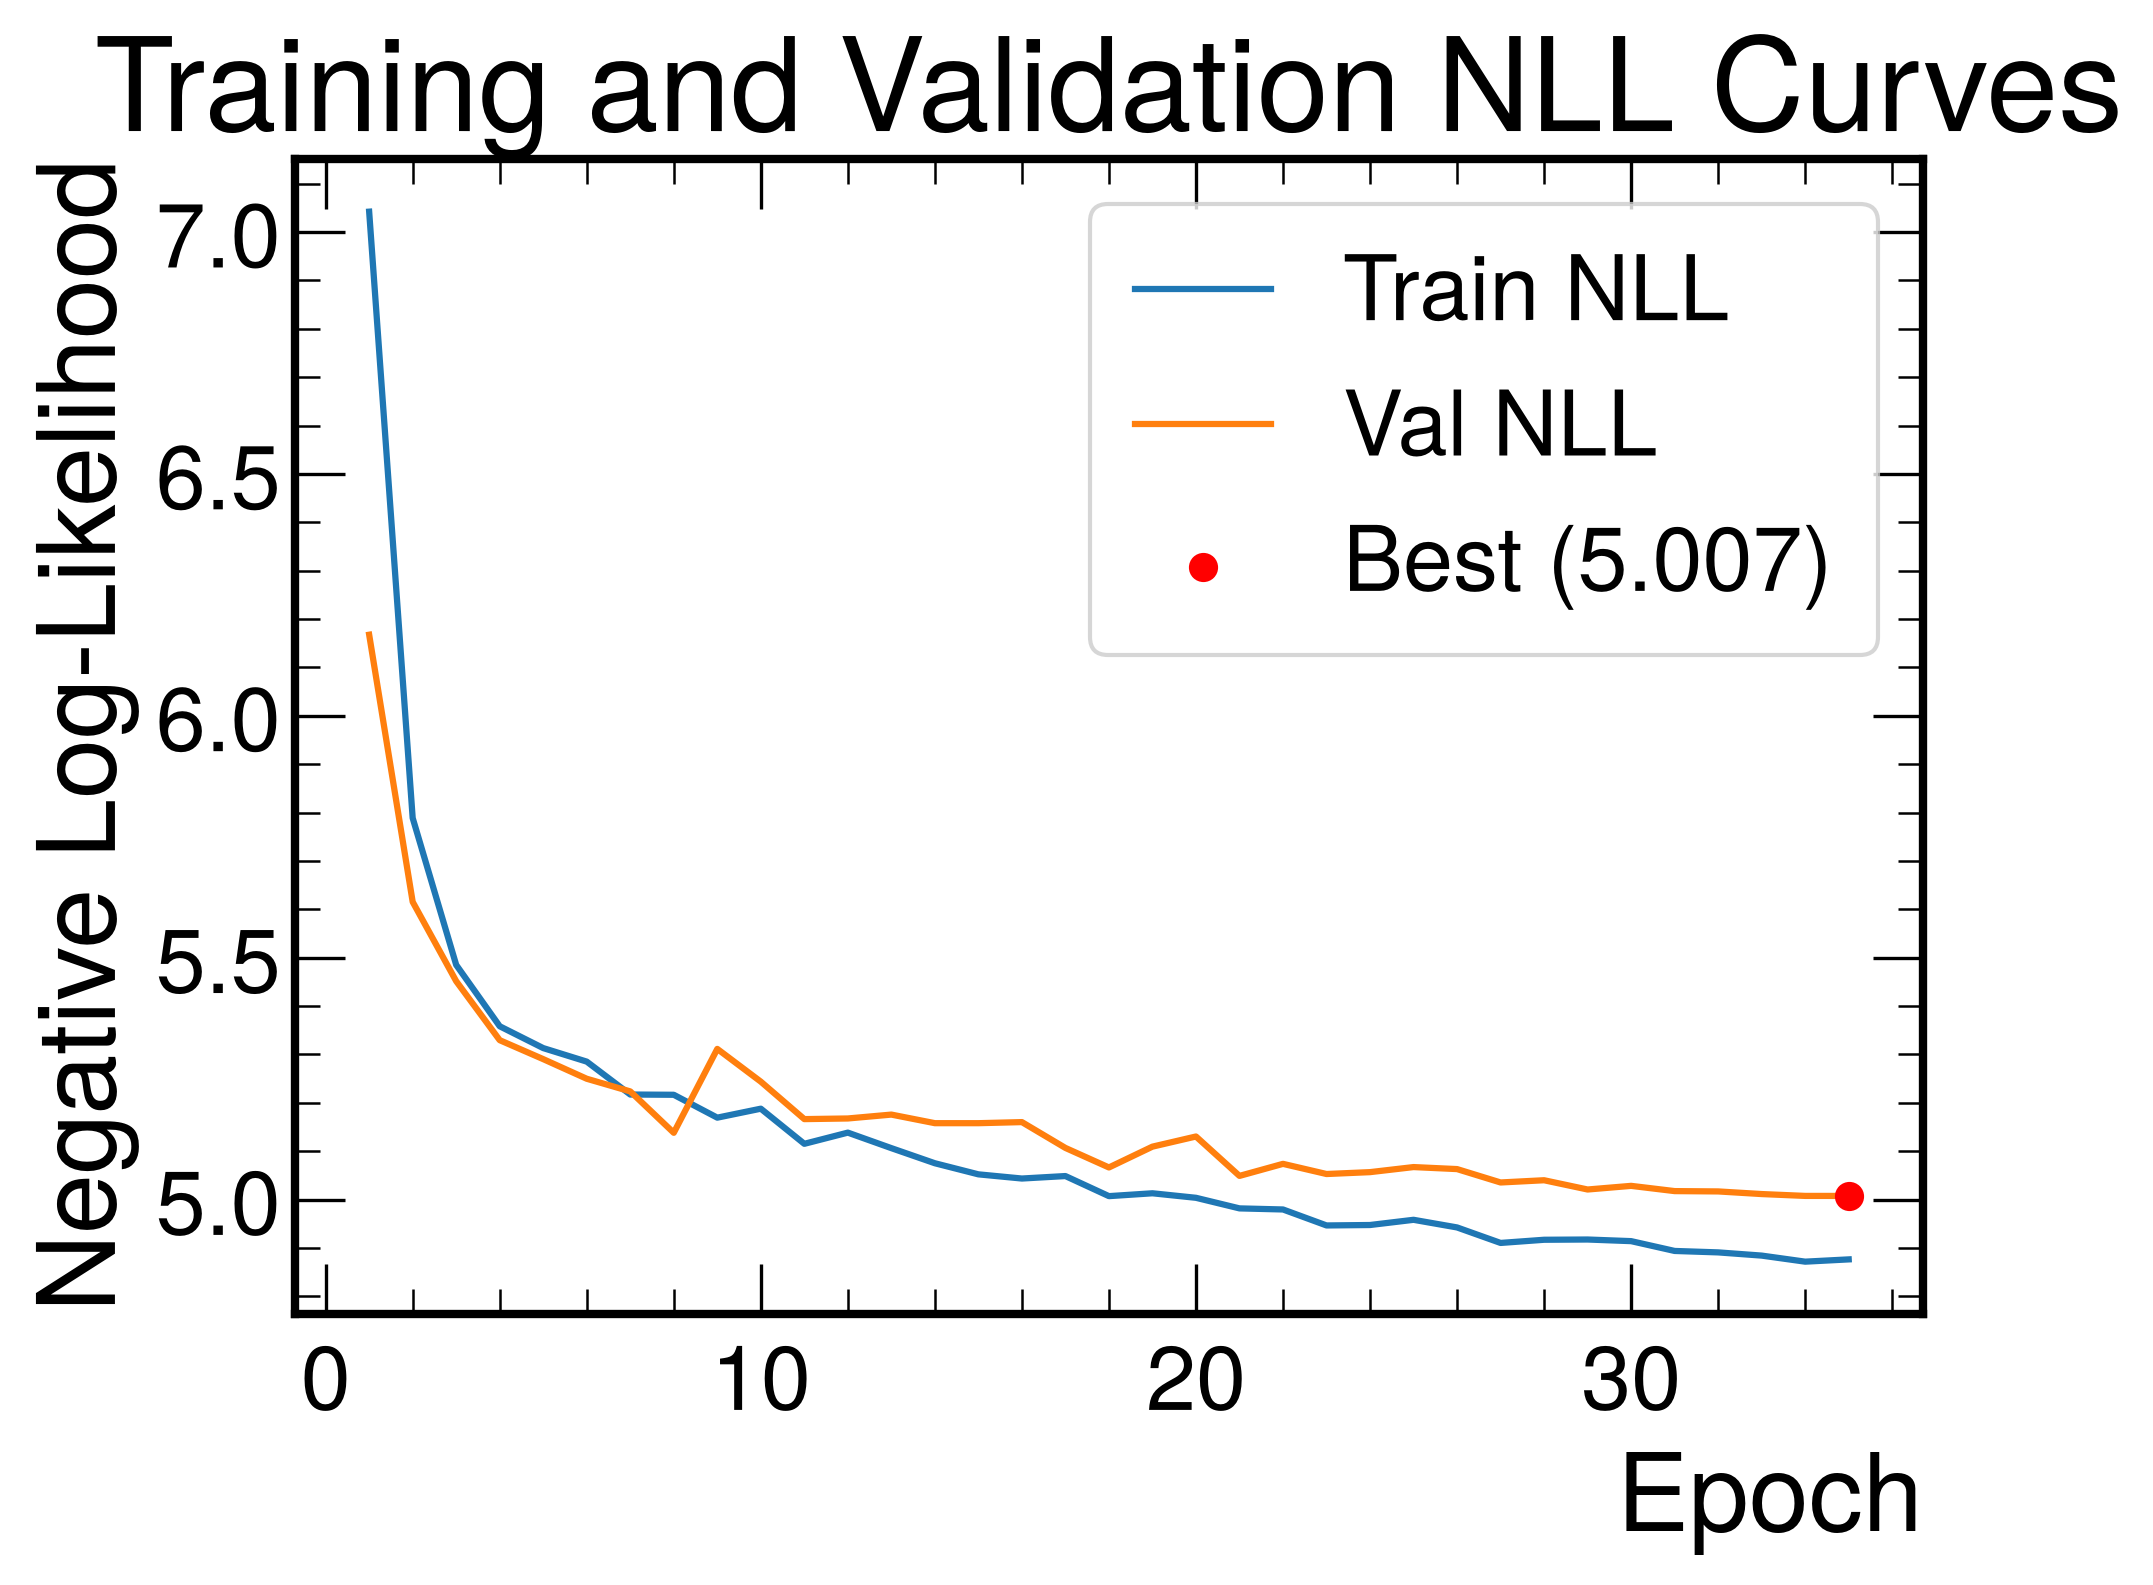 Training and Validation NLL Curves
Negative Log-Likelihood
7.0
6.5
6.0
5.5
5.0
Train NLL
Val NLL
Best (5.007)
0 10 20 30
Epoch